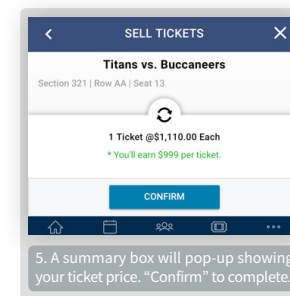 SELL TICKETS
Titans vs. Buccaneers
Section 321 | Row AA | Seat 13
1 Ticket @$1,110.00 Each
* You'll earn $999 per ticket.
CONFIRM
5. A summary box will pop-up showing
your ticket price. “Confirm” to complete.